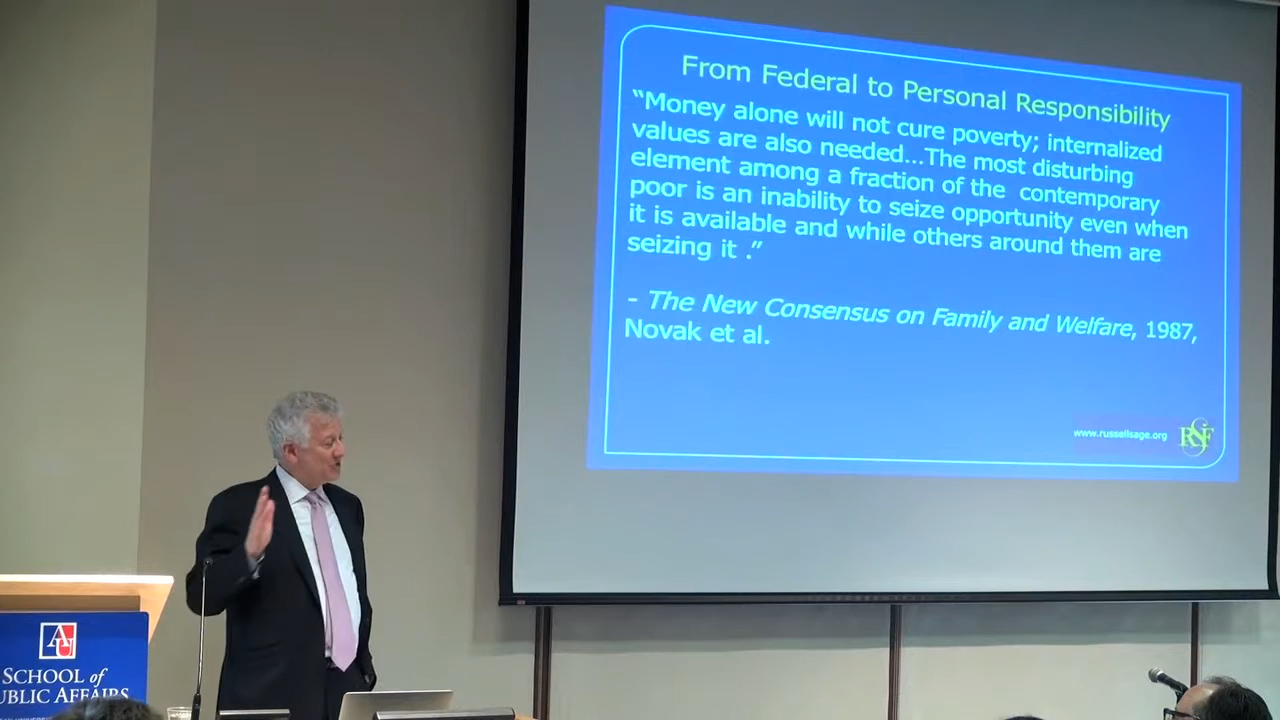 From Federal to Personal Responsibility
“Money alone will not cure poverty; internalized
values are also needed...The most disturbing
element among a fraction of the contemporary
poor is an inability to seize opportunity even when
it is available and while others around them are
seizing it .”
- The New Consensus on Family and Welfare, 1987,
Novak et al.
www.russellsage.org
RSF
AU
SCHOOL of
PUBLIC AFFAIRS